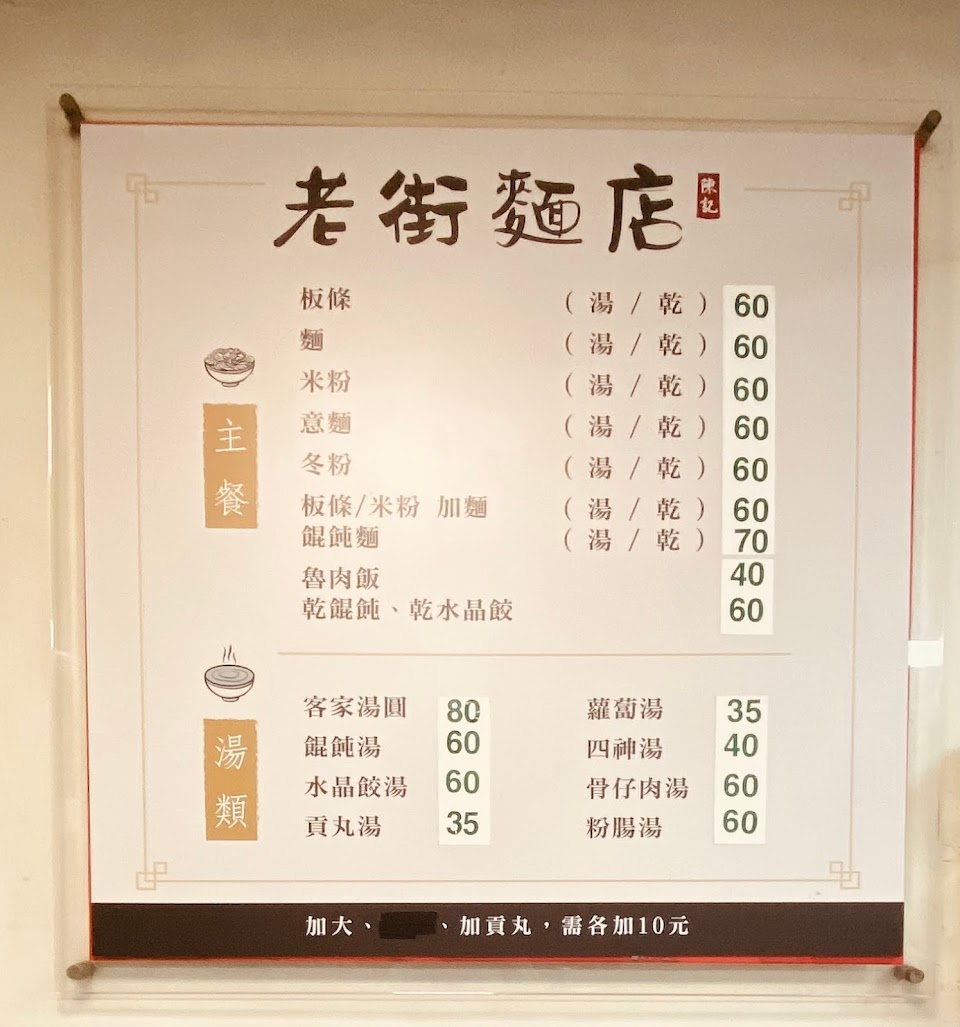 老街麵店 陳記
主餐
板條 (湯/乾) 60
麵 (湯/乾) 60
米粉 (湯/乾) 60
意麵 (湯/乾) 60
冬粉 (湯/乾) 60
板條/米粉 加麵 (湯/乾) 60
餛飩麵 (湯/乾) 70
魯肉飯 40
乾餛飩、乾水晶餃 60
湯類
客家湯圓 80 蘿蔔湯 35
餛飩湯 60 四神湯 40
水晶餃湯 60 骨仔肉湯 60
貢丸湯 35 粉腸湯 60
加大、、加貢丸，需各加10元